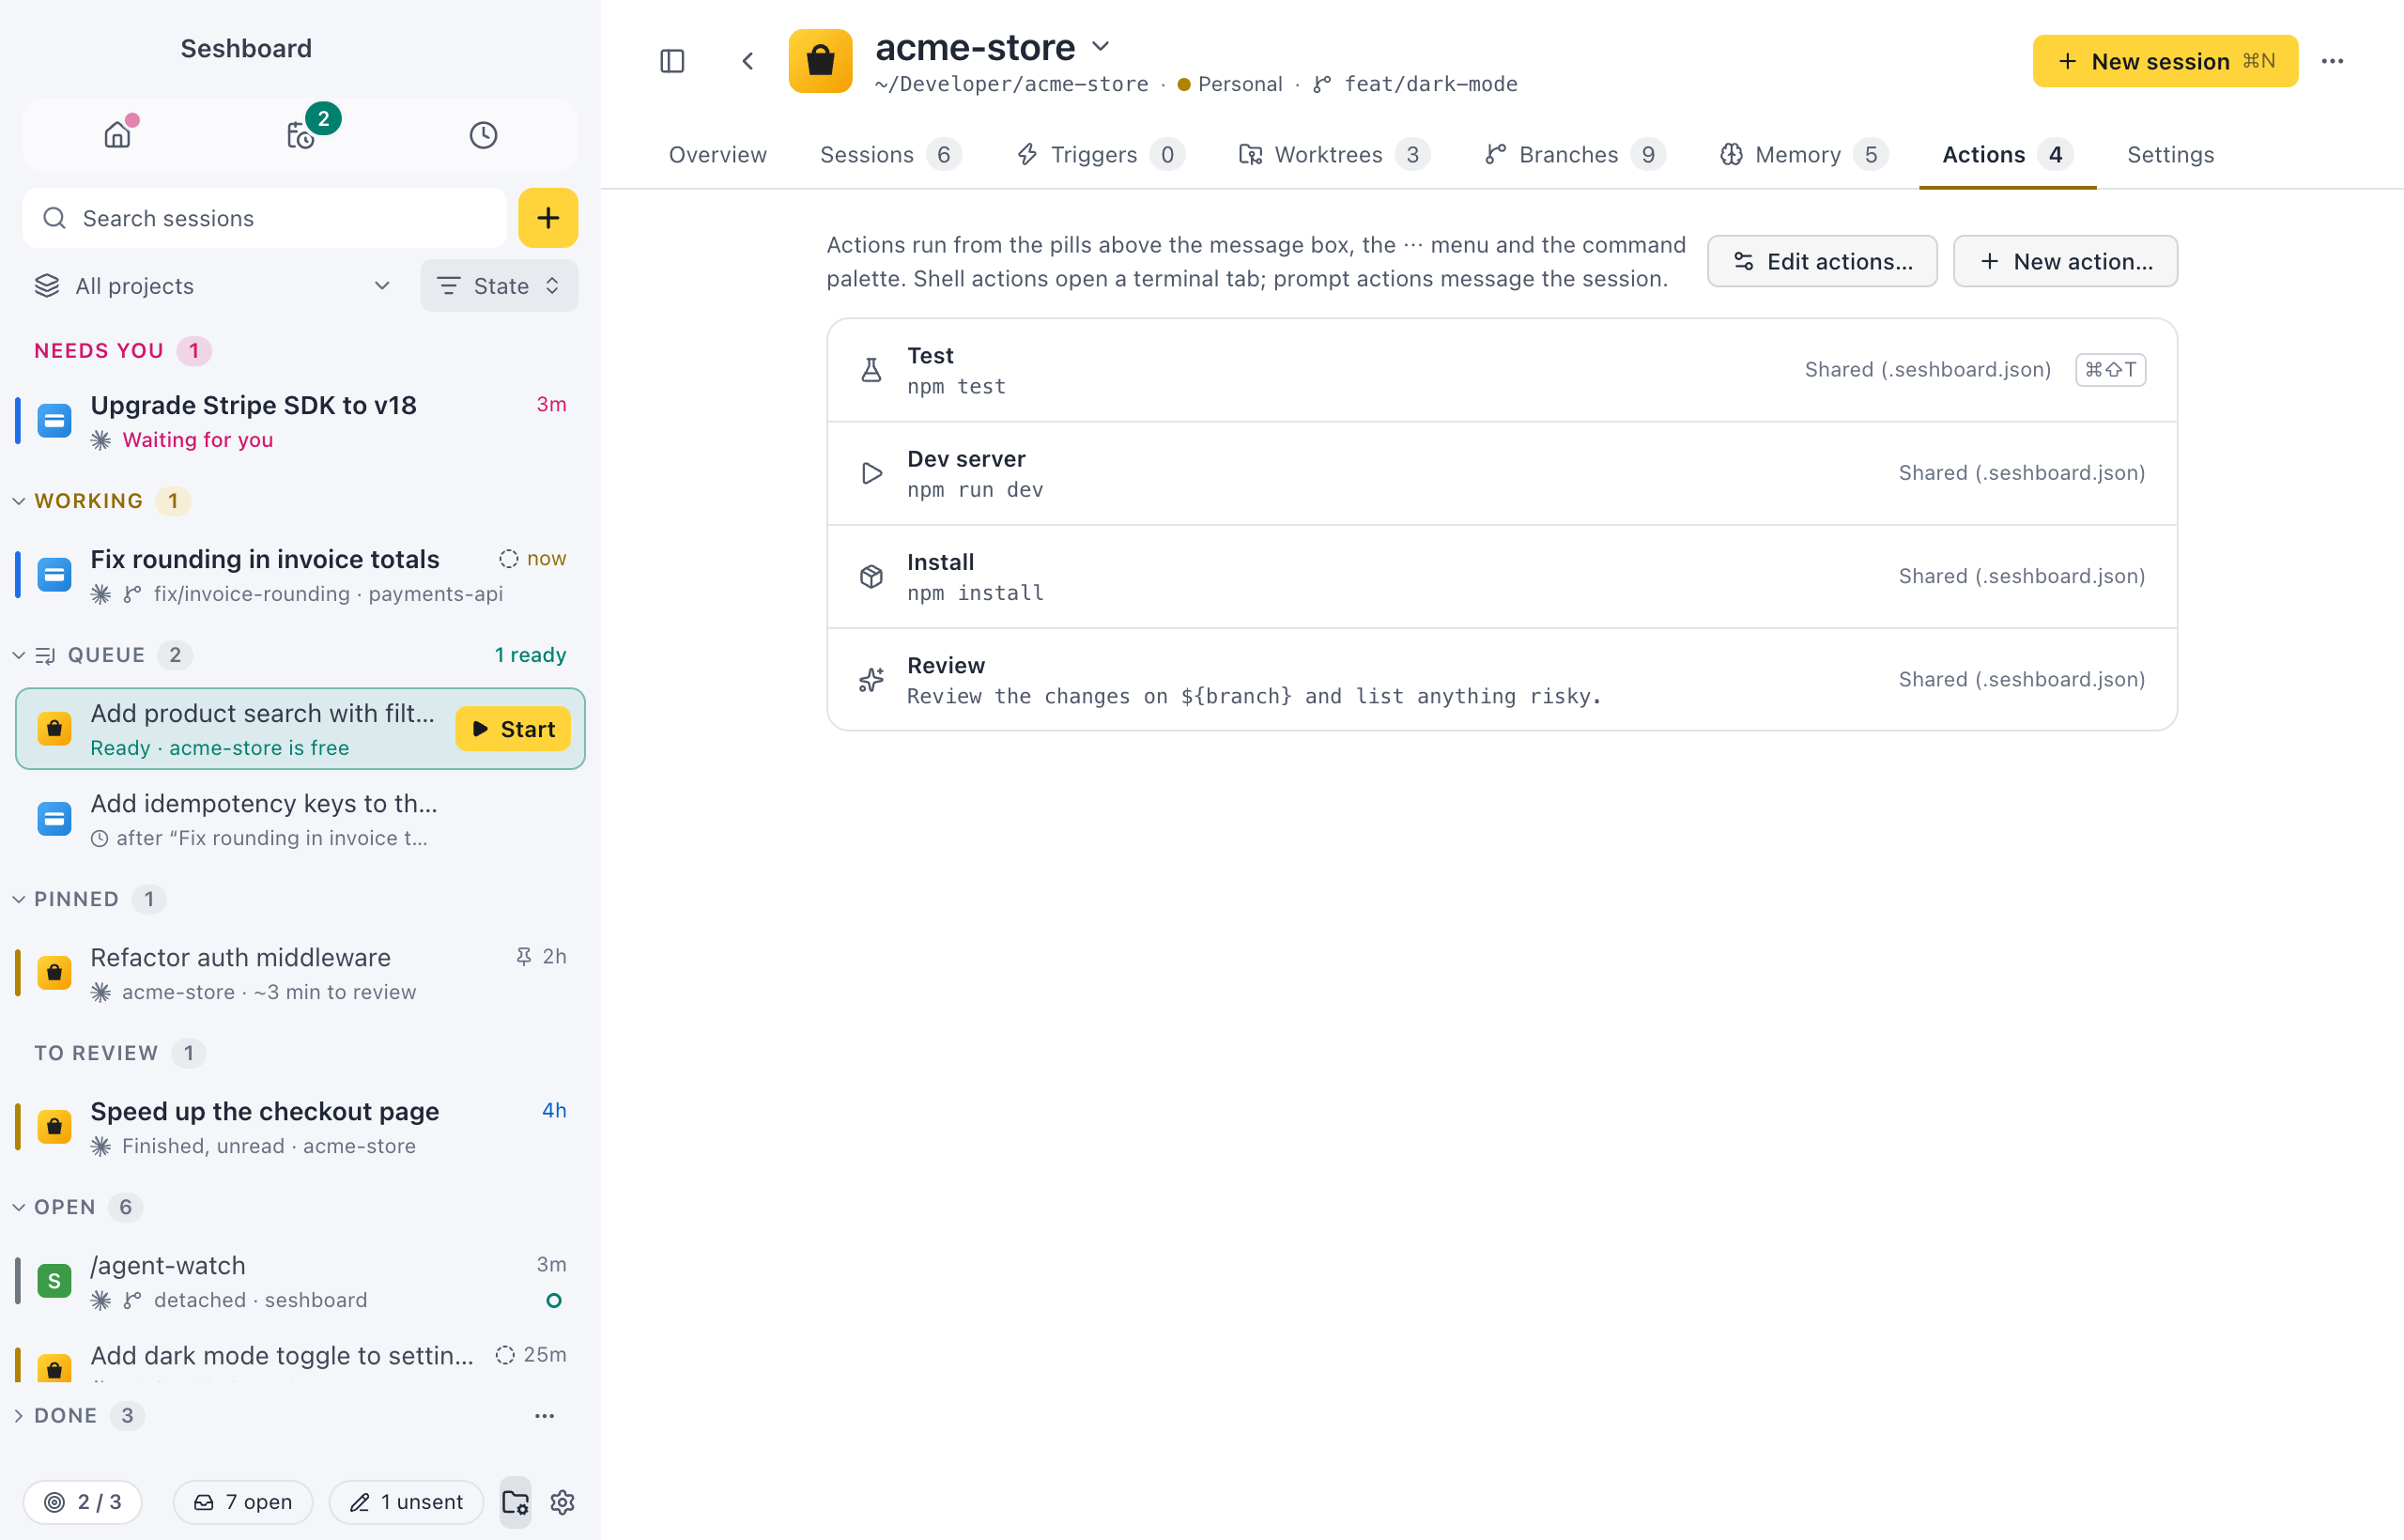 Seshboard
2
Search sessions
All projects
State
NEEDS YOU 1
Upgrade Stripe SDK to v18 3m
Waiting for you
WORKING 1
Fix rounding in invoice totals now
fix/invoice-rounding · payments-api
QUEUE 2 1 ready
Add product search with filt...
Ready · acme-store is free
Start
Add idempotency keys to th...
after “Fix rounding in invoice t...
PINNED 1
Refactor auth middleware 2h
acme-store · ~3 min to review
TO REVIEW 1
Speed up the checkout page 4h
Finished, unread · acme-store
OPEN 6
S
/agent-watch 3m
detached · seshboard
Add dark mode toggle to settin... 25m
DONE 3
2 / 3
7 open
1 unsent
acme-store
~/Developer/acme-store · Personal · feat/dark-mode
+ New session ⌘N
Overview
Sessions 6
Triggers 0
Worktrees 3
Branches 9
Memory 5
Actions 4
Settings
Actions run from the pills above the message box, the ··· menu and the command
palette. Shell actions open a terminal tab; prompt actions message the session.
Edit actions...
+ New action...
Test
npm test
Shared (.seshboard.json) ⌘⇧T
Dev server
npm run dev
Shared (.seshboard.json)
Install
npm install
Shared (.seshboard.json)
Review
Review the changes on ${branch} and list anything risky.
Shared (.seshboard.json)